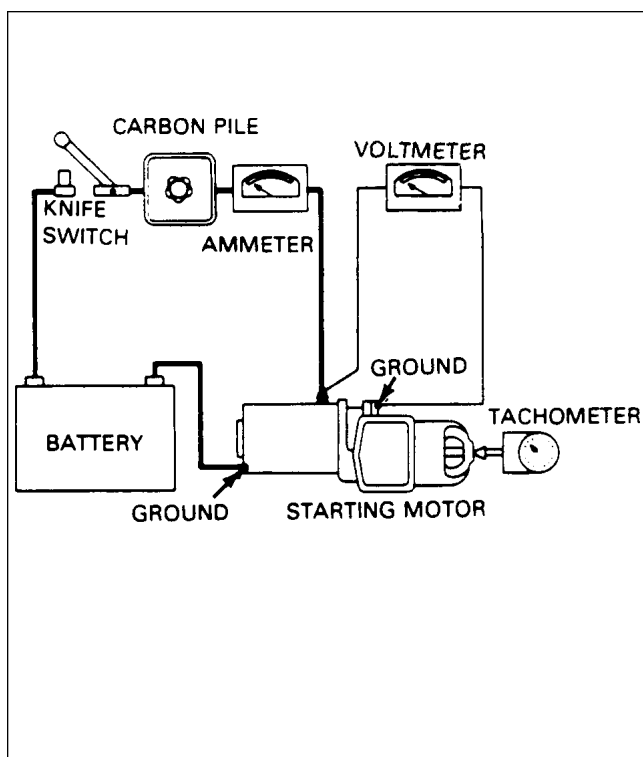 CARBON PILE
VOLTMETER
KNIFE
SWITCH
AMMETER
GROUND
TACHOMETER
BATTERY
GROUND
STARTING MOTOR